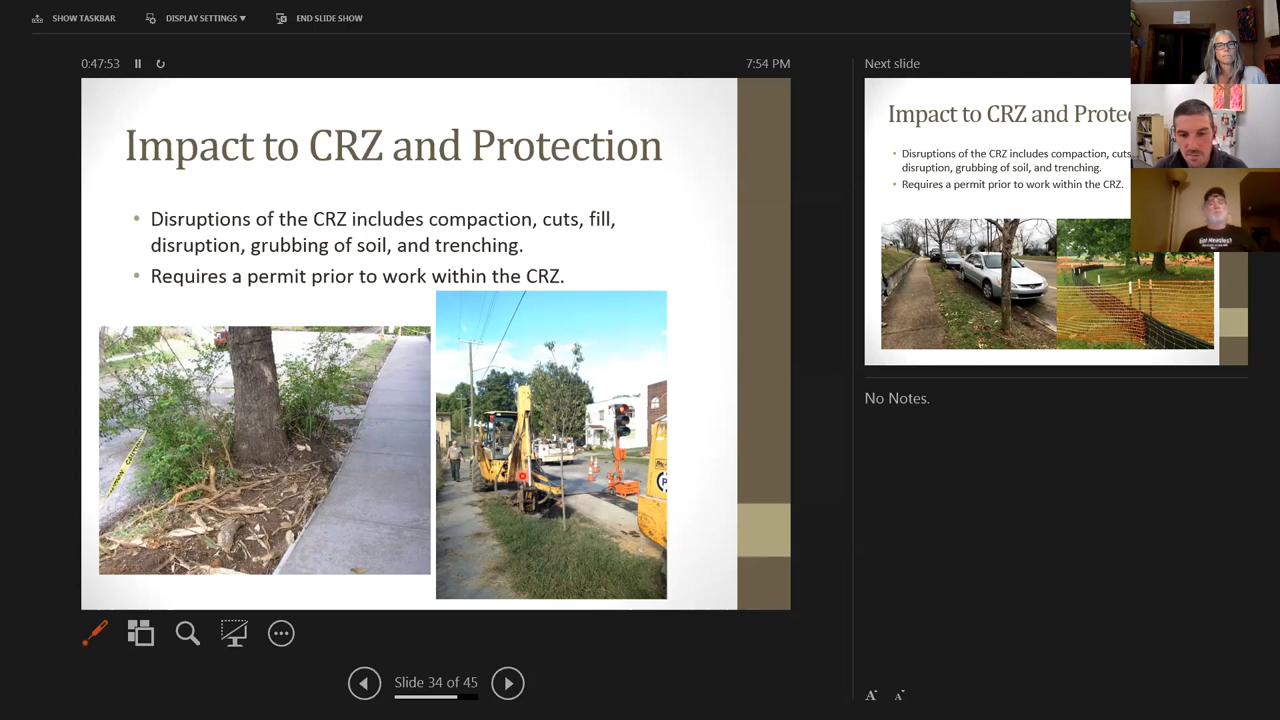 SHOW TASKBAR
DISPLAY SETTINGS ▼
END SLIDE SHOW
0:47:53
7:54 PM
Impact to CRZ and Protection
• Disruptions of the CRZ includes compaction, cuts, fill,
disruption, grubbing of soil, and trenching.
• Requires a permit prior to work within the CRZ.
CAUTION
P
Slide 34 of 45
Next slide
Impact to CRZ and Prote
• Disruptions of the CRZ includes compaction, cuts
disruption, grubbing of soil, and trenching.
• Requires a permit prior to work within the CRZ.
Got Measles?
No Notes.
A
A